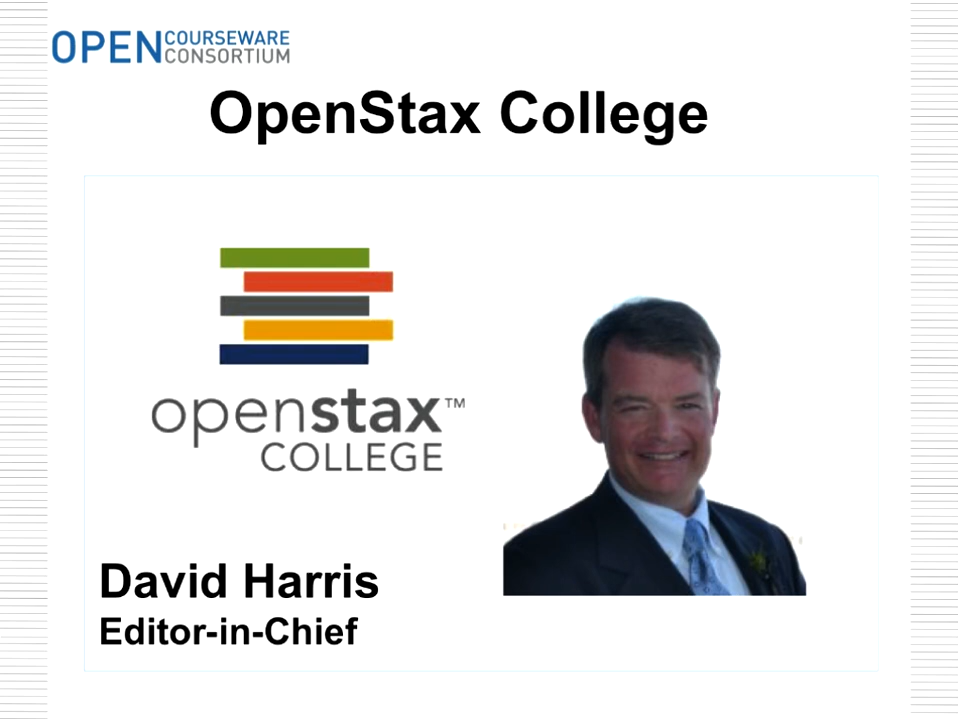 OPEN COURSEWARE
CONSORTIUM
OpenStax College
openstax™
COLLEGE
David Harris
Editor-in-Chief